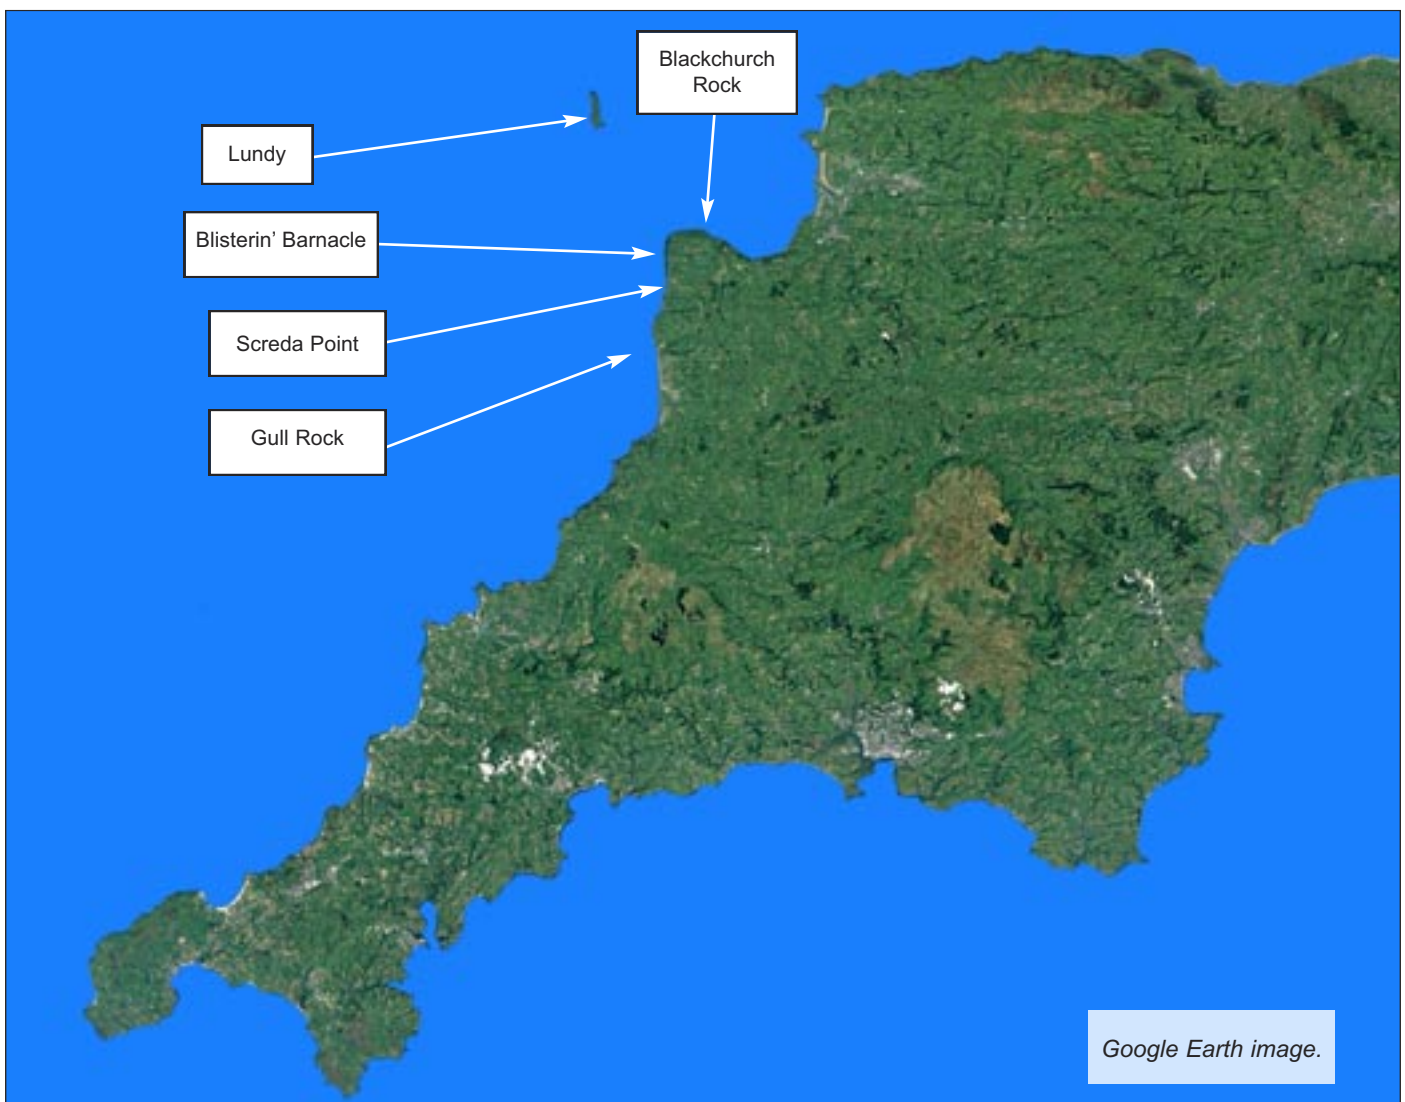 Blackchurch
Rock
Lundy
Blisterin’ Barnacle
Screda Point
Gull Rock
Google Earth image.